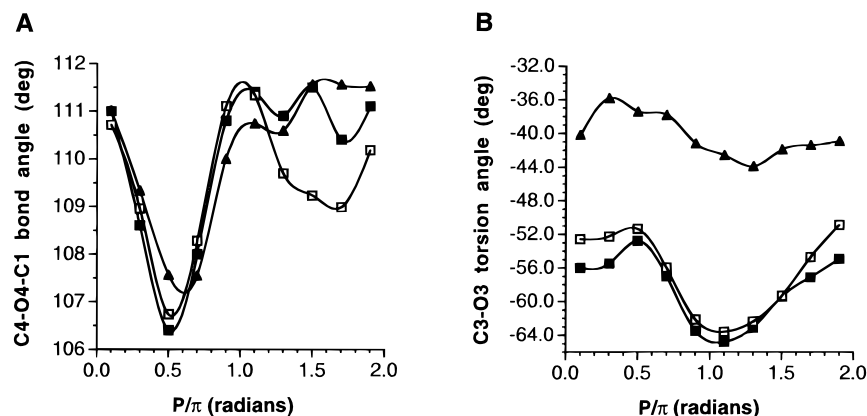 A
C4-O4-C1 bond angle (deg)
112
111
110
109
108
107
106
0.0 0.5 1.0 1.5 2.0
P/π (radians)
B
C3-O3 torsion angle (deg)
-32.0
-36.0
-40.0
-44.0
-48.0
-52.0
-56.0
-60.0
-64.0
0.0 0.5 1.0 1.5 2.0
P/π (radians)